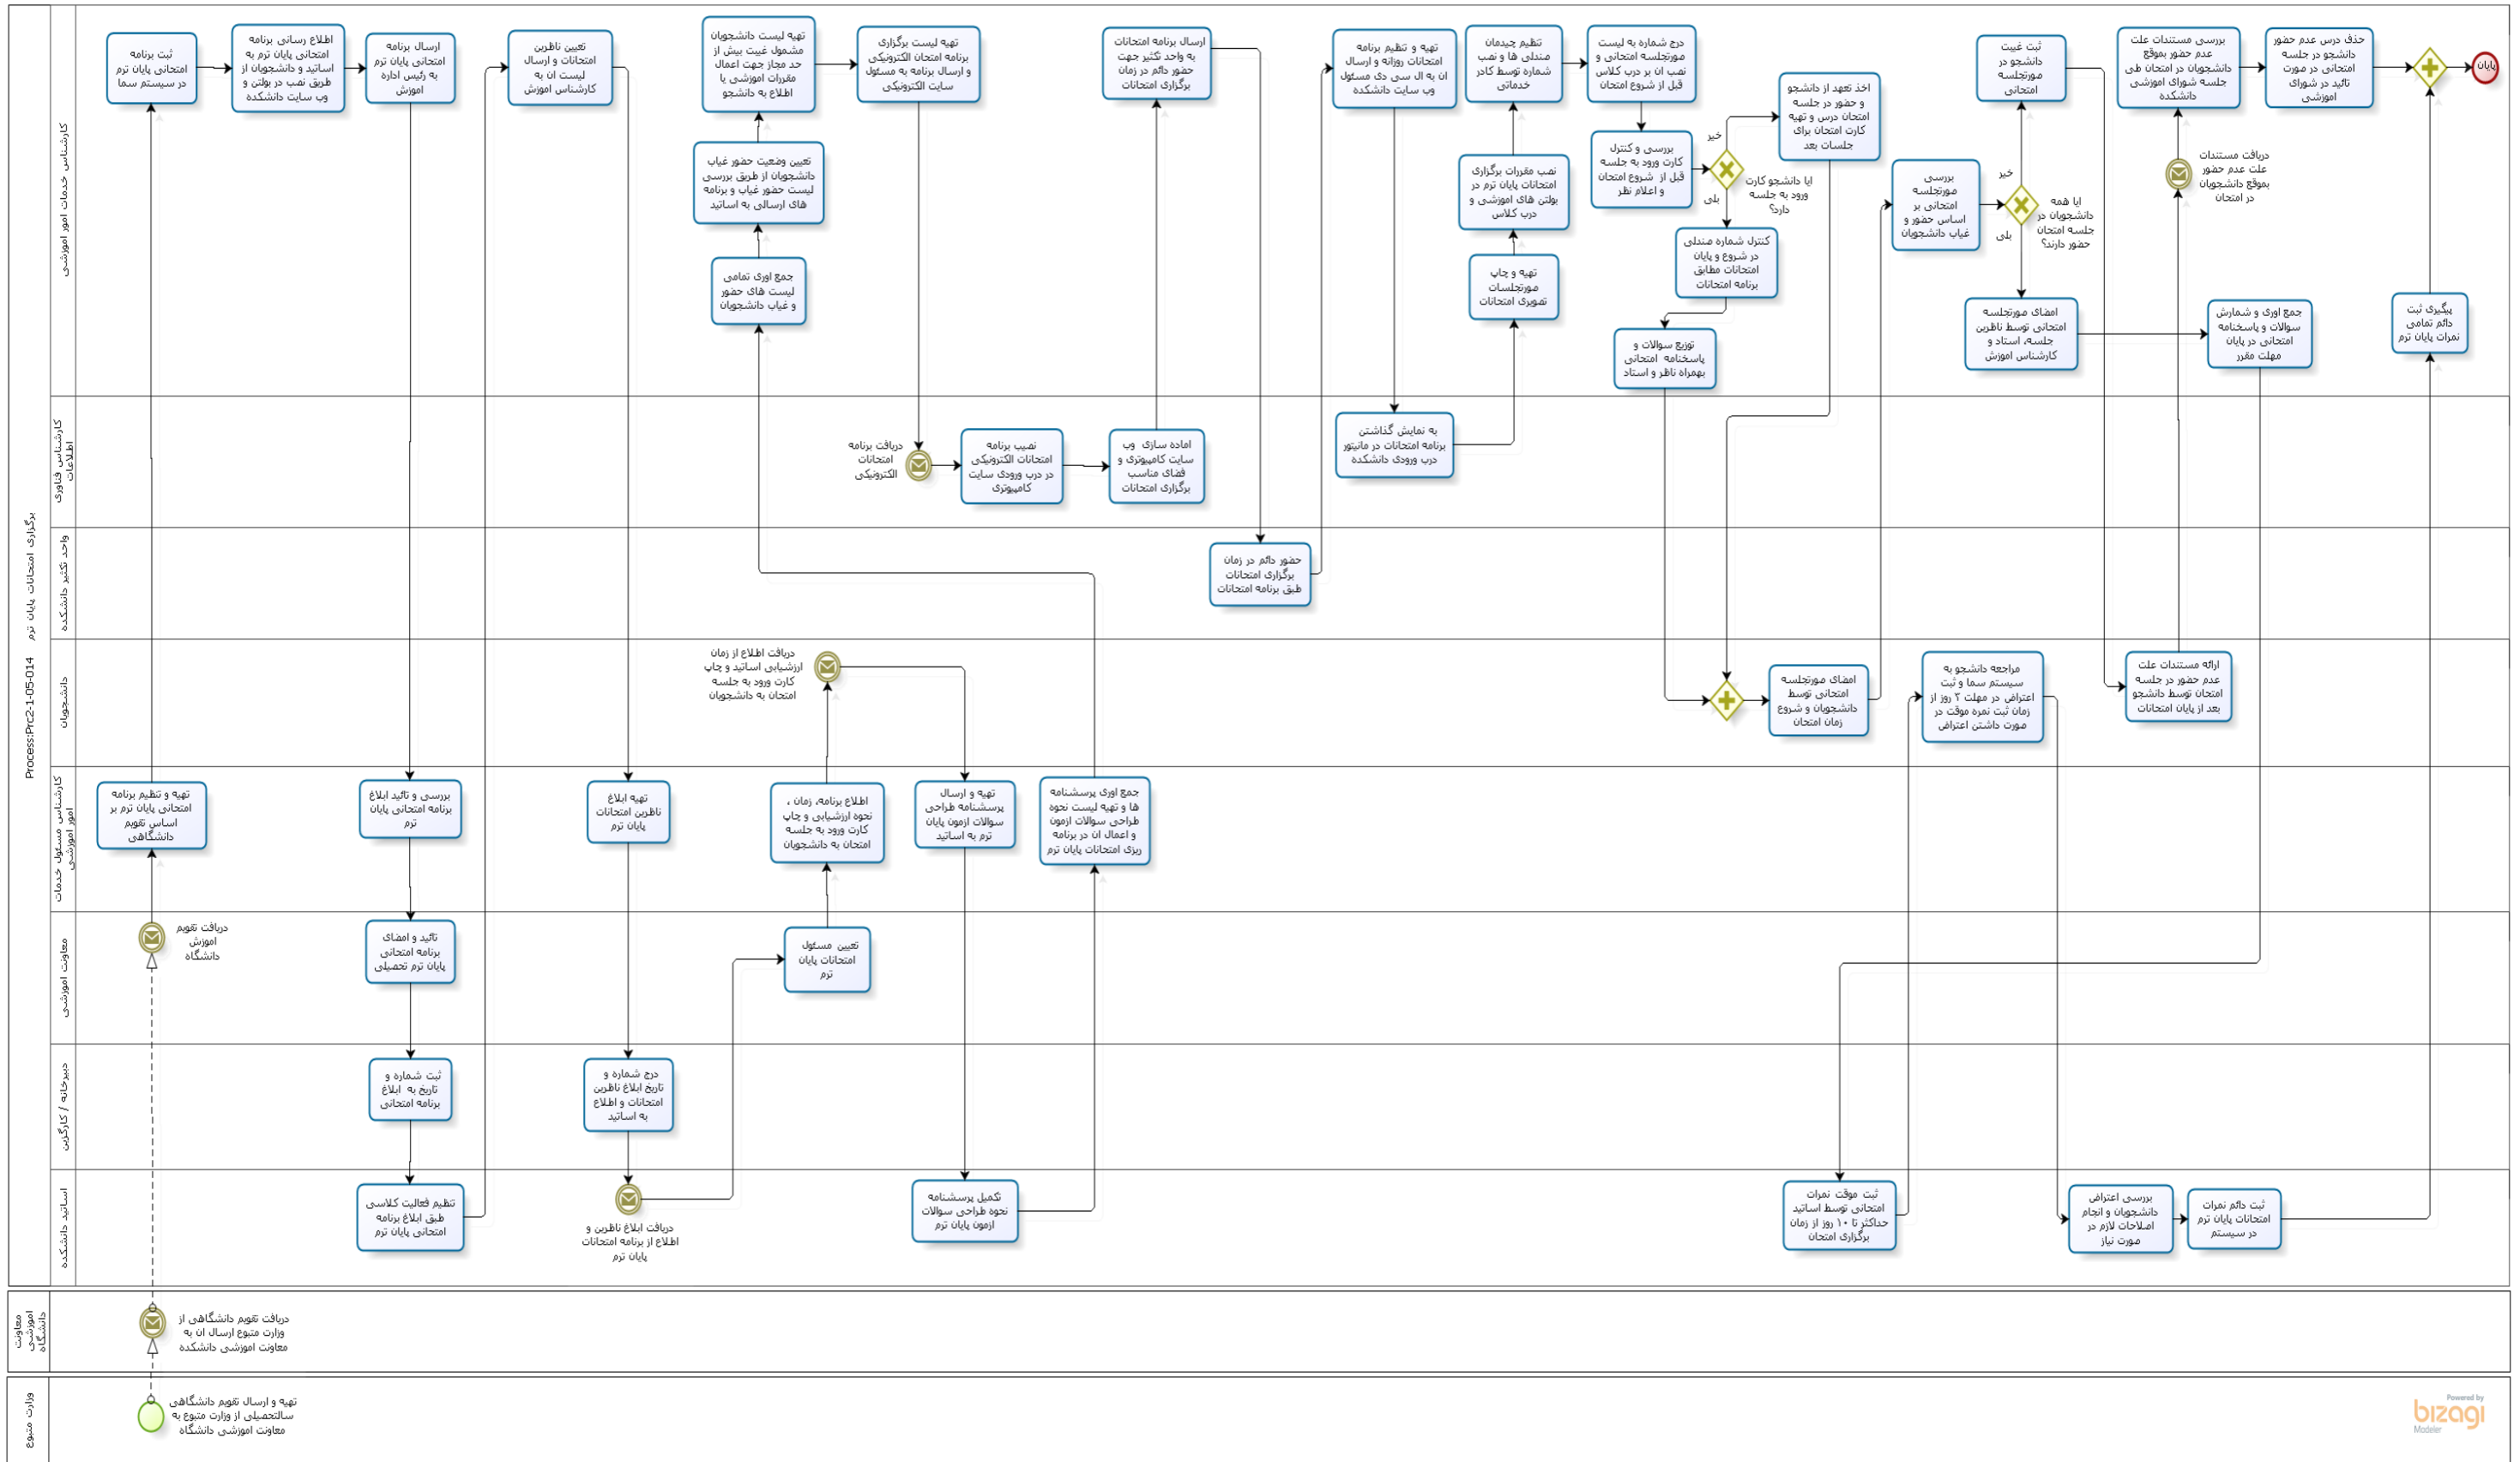 برگزاری امتحانات پایان ترم
Process:Prc2-1-05-014
کارشناس خدمات امور اموزشی
ثبت برنامه
امتحانی پایان ترم
در سیستم سما
اطلاع رسانی برنامه
امتحانی پایان ترم به
اساتید و دانشجویان از
طریق نصب در بولتن و
وب سایت دانشکده
ارسال برنامه
امتحانی پایان ترم
به رئیس اداره
اموزش
تعیین ناظرین
امتحانات و ارسال
لیست ان به
کارشناس اموزش
تهیه لیست دانشجویان
مشمول غیبت بیش از
حد مجاز جهت اعمال
مقررات اموزشی یا
اطلاع به دانشجو
تعیین وضعیت حضور غیاب
دانشجویان از طریق بررسی
لیست حضور غیاب و برنامه
های ارسالی به اساتید
جمع اوری تمامی
لیست های حضور
و غیاب دانشجویان
تهیه لیست برگزاری
برنامه امتحان الکترونیکی
و ارسال برنامه به مسئول
سایت الکترونیکی
ارسال برنامه امتحانات
به واحد تکثیر جهت
حضور دائم در زمان
برگزاری امتحانات
تهیه و تنظیم برنامه
امتحانات روزانه و ارسال
ان به ال سی دی مسئول
وب سایت دانشکده
تنظیم چیدمان
صندلی ها و نصب
شماره توسط کادر
خدماتی
نصب مقررات برگزاری
امتحانات پایان ترم در
بولتن های اموزشی و
درب کلاس
تهیه و چاپ
صورتجلسات
تصویری امتحانات
درج شماره به لیست
صورتجلسه امتحانی و
نصب ان بر درب کلاس
قبل از شروع امتحان
بررسی و کنترل
کارت ورود به جلسه
قبل از شروع امتحان
و اعلام نظر
خیر
بلی
ایا دانشجو کارت
ورود به جلسه
دارد؟
اخذ تعهد از دانشجو
و حضور در جلسه
امتحان درس و تهیه
کارت امتحان برای
جلسات بعد
کنترل شماره صندلی
در شروع و پایان
امتحانات مطابق
برنامه امتحانات
توزیع سوالات و
پاسخنامه امتحانی
بهمراه ناظر و استاد
بررسی
صورتجلسه
امتحانی بر
اساس حضور و
غیاب دانشجویان
خیر
بلی
ایا همه
دانشجویان در
جلسه امتحان
حضور دارند؟
ثبت غیبت
دانشجو در
صورتجلسه
امتحانی
امضای صورتجلسه
امتحانی توسط ناظرین
جلسه، استاد و
کارشناس اموزش
جمع اوری و شمارش
سوالات و پاسخنامه
امتحانی در پایان
مهلت مقرر
بررسی مستندات علت
عدم حضور بموقع
دانشجویان در امتحان طی
جلسه شورای اموزشی
دانشکده
دریافت مستندات
علت عدم حضور
بموقع دانشجویان
در امتحان
حذف درس عدم حضور
دانشجو در جلسه
امتحانی در صورت
تائید در شورای
اموزشی
پیگیری ثبت
دائم تمامی
نمرات پایان ترم
پایان
کارشناس فناوری
اطلاعات
دریافت برنامه
امتحانات
الکترونیکی
نصیب برنامه
امتحانات الکترونیکی
در درب ورودی سایت
کامپیوتری
اماده سازی وب
سایت کامپیوتری و
فضای مناسب
برگزاری امتحانات
به نمایش گذاشتن
برنامه امتحانات در مانیتور
درب ورودی دانشکده
واحد تکثیر دانشکده
حضور دائم در زمان
برگزاری امتحانات
طبق برنامه امتحانات
دانشجویان
دریافت اطلاع از زمان
ارزشیابی اساتید و چاپ
کارت ورود به جلسه
امتحان به دانشجویان
امضای صورتجلسه
امتحانی توسط
دانشجویان و شروع
زمان امتحان
مراجعه دانشجو به
سیستم سما و ثبت
اعتراض در مهلت ۳ روز از
زمان ثبت نمره موقت در
صورت داشتن اعتراض
ارائه مستندات علت
عدم حضور در جلسه
امتحان توسط دانشجو
بعد از پایان امتحانات
کارشناس مسئول خدمات
امور اموزشی
تهیه و تنظیم برنامه
امتحانی پایان ترم بر
اساس تقویم
دانشگاهی
بررسی و تائید ابلاغ
برنامه امتحانی پایان
ترم
تهیه ابلاغ
ناظرین امتحانات
پایان ترم
اطلاع برنامه، زمان ،
نحوه ارزشیابی و چاپ
کارت ورود به جلسه
امتحان به دانشجویان
تهیه و ارسال
پرسشنامه طراحی
سوالات ازمون پایان
ترم به اساتید
جمع اوری پرسشنامه
ها و تهیه لیست نحوه
طراحی سوالات ازمون
و اعمال ان در برنامه
ریزی امتحانات پایان ترم
معاونت اموزشی
دریافت تقویم
اموزش
دانشگاه
تائید و امضای
برنامه امتحانی
پایان ترم تحصیلی
تعیین مسئول
امتحانات پایان
ترم
دبیرخانه / کارگزین
ثبت شماره و
تاریخ به ابلاغ
برنامه امتحانی
درج شماره و
تاریخ ابلاغ ناظرین
امتحانات و اطلاع
به اساتید
اساتید دانشکده
تنظیم فعالیت کلاسی
طبق ابلاغ برنامه
امتحانی پایان ترم
دریافت ابلاغ ناظرین و
اطلاع از برنامه امتحانات
پایان ترم
تکمیل پرسشنامه
نحوه طراحی سوالات
ازمون پایان ترم
ثبت موقت نمرات
امتحانی توسط اساتید
حداکثر تا ۱۰ روز از زمان
برگزاری امتحان
بررسی اعتراض
دانشجویان و انجام
اصلاحات لازم در
صورت نیاز
ثبت دائم نمرات
امتحانات پایان ترم
در سیستم
معاونت
اموزشی
دانشگاه
دریافت تقویم دانشگاهی از
وزارت متبوع ارسال ان به
معاونت اموزشی دانشکده
وزارت متبوع
تهیه و ارسال تقویم دانشگاهی
سالتحصیلی از وزارت متبوع به
معاونت اموزشی دانشگاه
Powered by
bizagi
Modeler